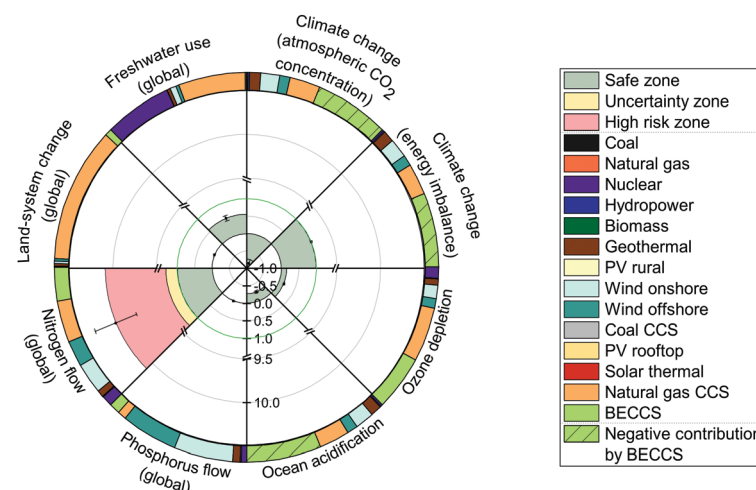 Climate change
(atmospheric CO2
concentration)
Climate change
(energy imbalance)
Ozone depletion
Ocean acidification
Phosphorus flow
(global)
Nitrogen flow
(global)
Land-system change
(global)
Freshwater use
(global)
-1.0
-0.5
0.0
0.5
1.0
9.5
10.0
Safe zone
Uncertainty zone
High risk zone
Coal
Natural gas
Nuclear
Hydropower
Biomass
Geothermal
PV rural
Wind onshore
Wind offshore
Coal CCS
PV rooftop
Solar thermal
Natural gas CCS
BECCS
Negative contribution
by BECCS